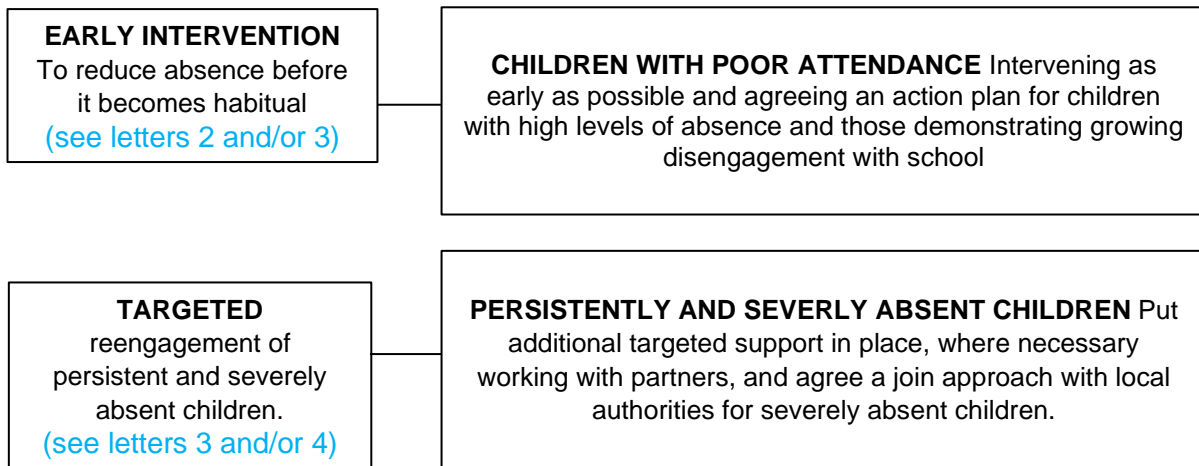 EARLY INTERVENTION
To reduce absence before
it becomes habitual
(see letters 2 and/or 3)
CHILDREN WITH POOR ATTENDANCE Intervening as
early as possible and agreeing an action plan for children
with high levels of absence and those demonstrating growing
disengagement with school
TARGETED
reengagement of
persistent and severely
absent children.
(see letters 3 and/or 4)
PERSISTENTLY AND SEVERLY ABSENT CHILDREN Put
additional targeted support in place, where necessary
working with partners, and agree a join approach with local
authorities for severely absent children.